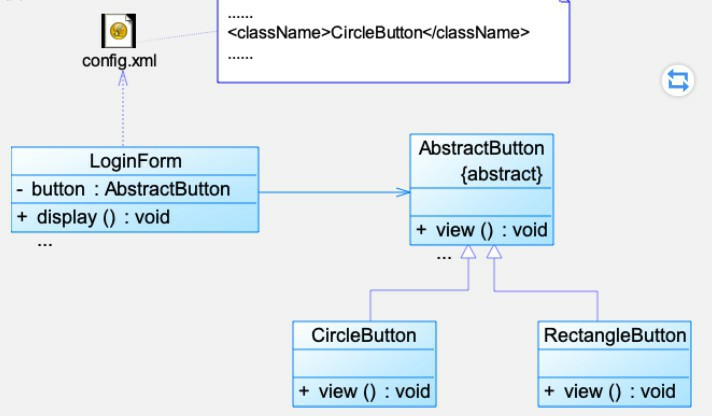 ......
<className>CircleButton</className>
......
config.xml
LoginForm
- button : AbstractButton
+ display () : void
...
AbstractButton
{abstract}
+ view () : void
...
CircleButton
+ view () : void
RectangleButton
+ view () : void